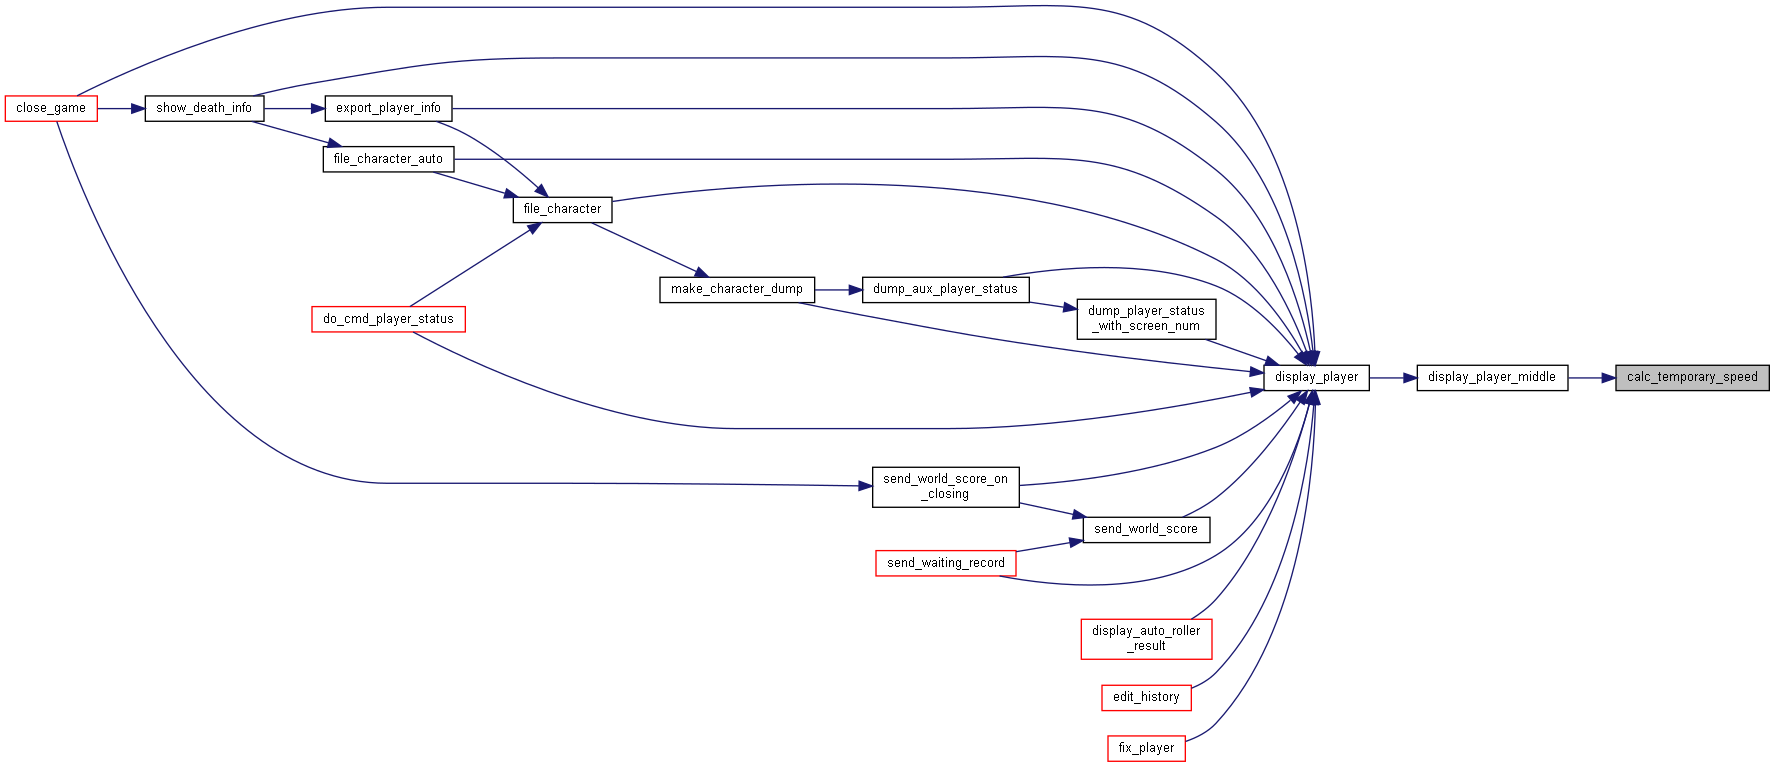 close_game
show_death_info
export_player_info
file_character_auto
file_character
make_character_dump
dump_aux_player_status
dump_player_status
_with_screen_num
do_cmd_player_status
display_player
display_player_middle
calc_temporary_speed
send_world_score_on
_closing
send_world_score
send_waiting_record
display_auto_roller
_result
edit_history
fix_player